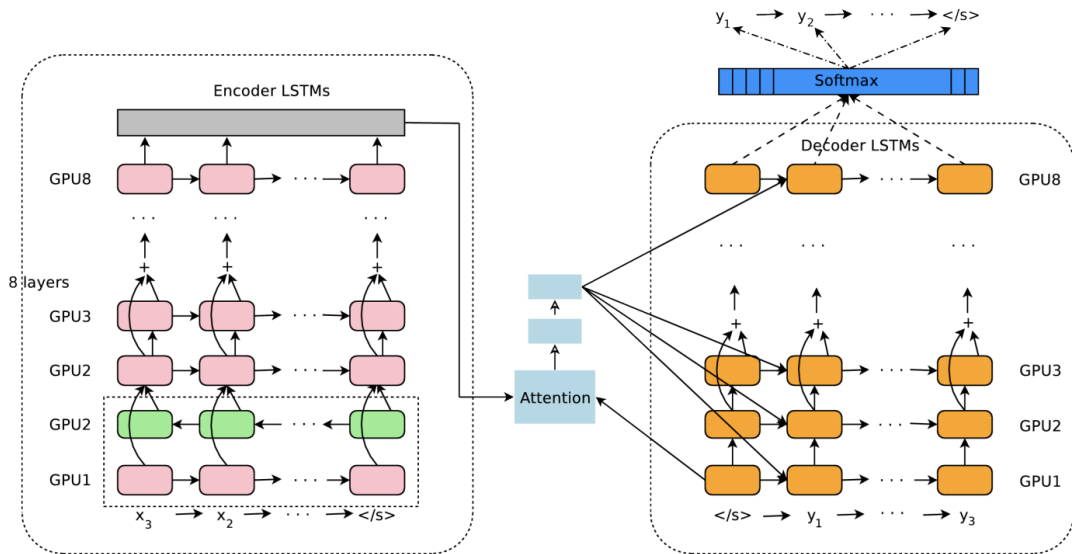 y1 y2 · · · </s>
Softmax
Encoder LSTMs
Decoder LSTMs
GPU8
· · ·
GPU8
· · ·
· · · · · · · · ·
· · · · · · · · ·
+ + +
8 layers
GPU3
· · ·
+ + +
GPU2
· · ·
Attention
· · ·
GPU3
GPU2
· · ·
· · ·
GPU2
GPU1
· · ·
· · ·
GPU1
x3 x2 · · · </s>
</s> y1 · · · y3